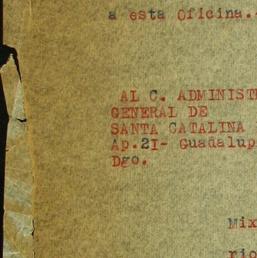 a esta Oficina.-
AL C. ADMINIST
GENERAL DE
SANTA CATALINA
Ap.21- Guadalup
Dgo.
Mix
rio